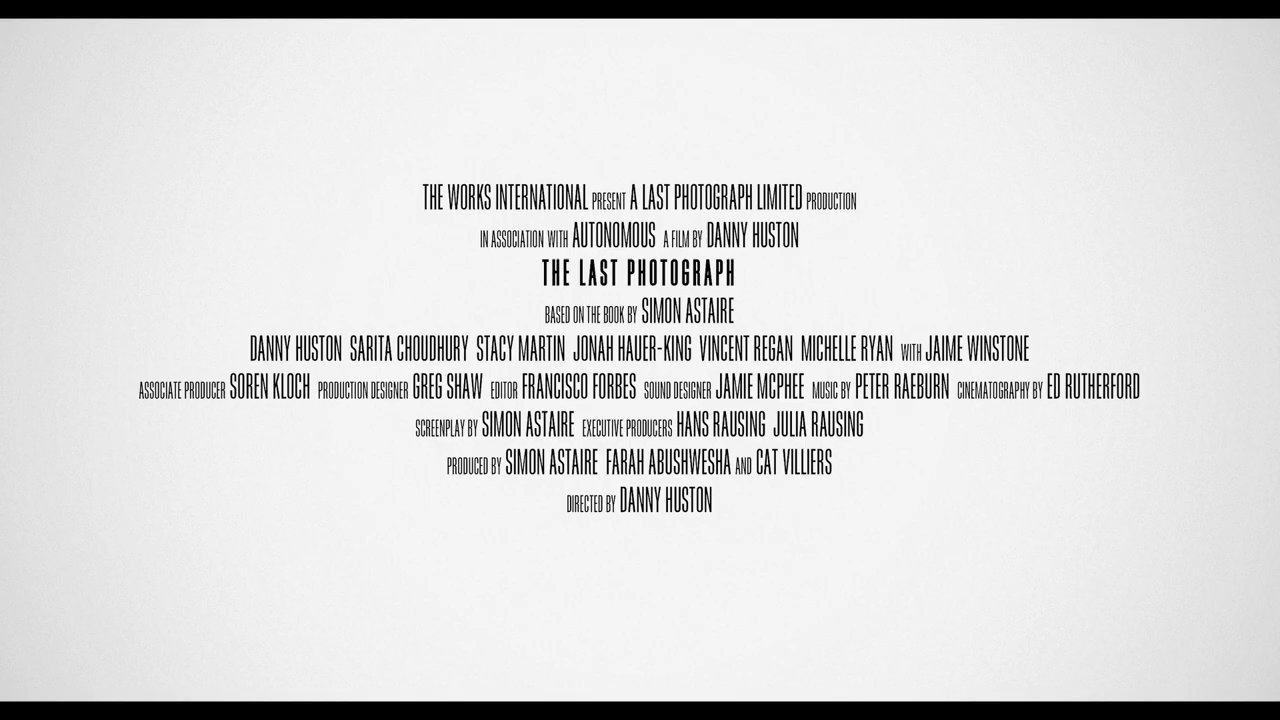 THE WORKS INTERNATIONAL PRESENT A LAST PHOTOGRAPH LIMITED PRODUCTION
IN ASSOCIATION WITH AUTONOMOUS A FILM BY DANNY HUSTON
THE LAST PHOTOGRAPH
BASED ON THE BOOK BY SIMON ASTAIRE
DANNY HUSTON SARITA CHOUDHURY STACY MARTIN JONAH HAUER-KING VINCENT REGAN MICHELLE RYAN WITH JAIME WINSTONE
ASSOCIATE PRODUCER SOREN KLOCH PRODUCTION DESIGNER GREG SHAW EDITOR FRANCISCO FORBES SOUND DESIGNER JAMIE MCPHEE MUSIC BY PETER RAEBURN CINEMATOGRAPHY BY ED RUTHERFORD
SCREENPLAY BY SIMON ASTAIRE EXECUTIVE PRODUCERS HANS RAUSING JULIA RAUSING
PRODUCED BY SIMON ASTAIRE FARAH ABUSHWESHA AND CAT VILLIERS
DIRECTED BY DANNY HUSTON